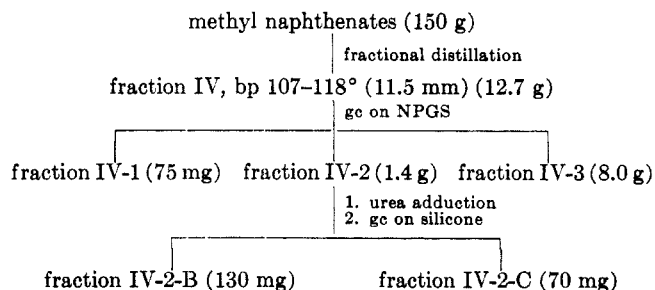 methyl naphthenates (150 g)
fractional distillation
fraction IV, bp 107–118° (11.5 mm) (12.7 g)
gc on NPGS
fraction IV-1 (75 mg) fraction IV-2 (1.4 g) fraction IV-3 (8.0 g)
1. urea adduction
2. gc on silicone
fraction IV-2-B (130 mg) fraction IV-2-C (70 mg)